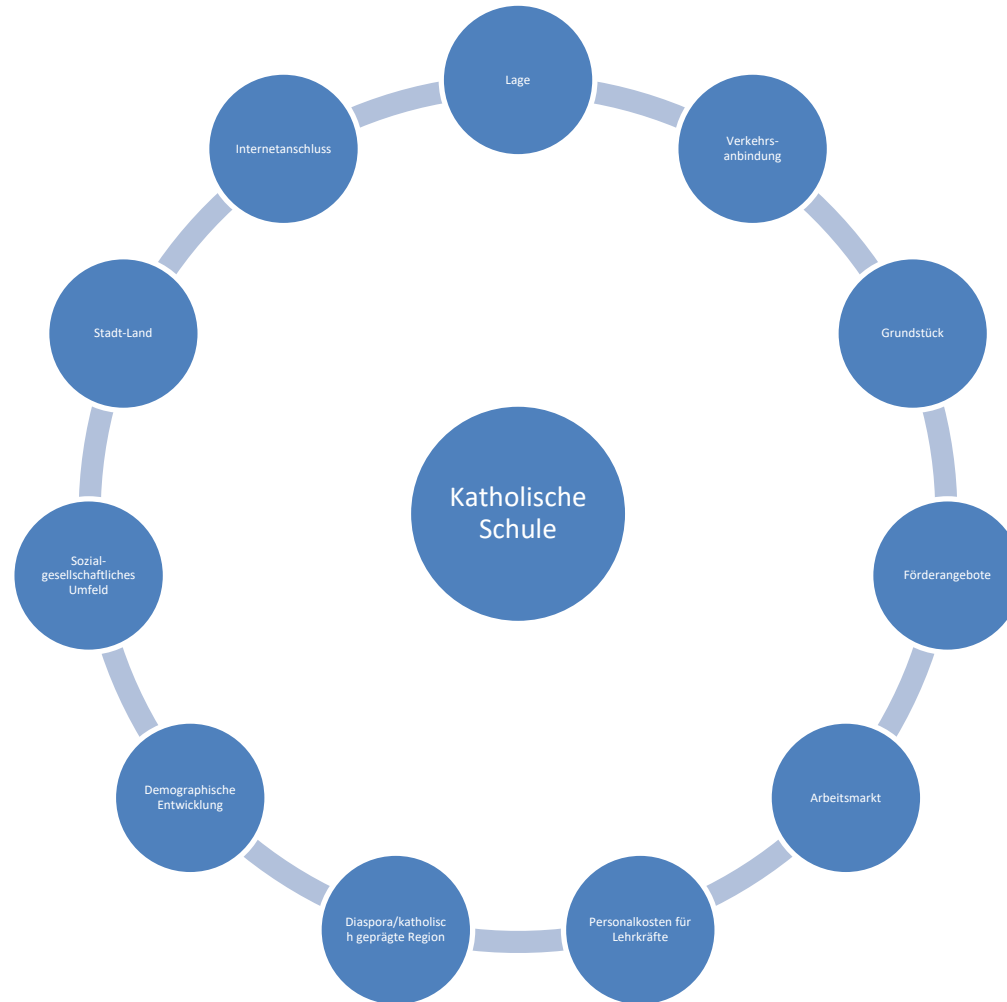 Lage
Verkehrs-
anbindung
Grundstück
Förderangebote
Arbeitsmarkt
Personalkosten für
Lehrkräfte
Diaspora/katholisc
h geprägte Region
Demographische
Entwicklung
Sozial-
gesellschaftliches
Umfeld
Stadt-Land
Internetanschluss
Katholische
Schule